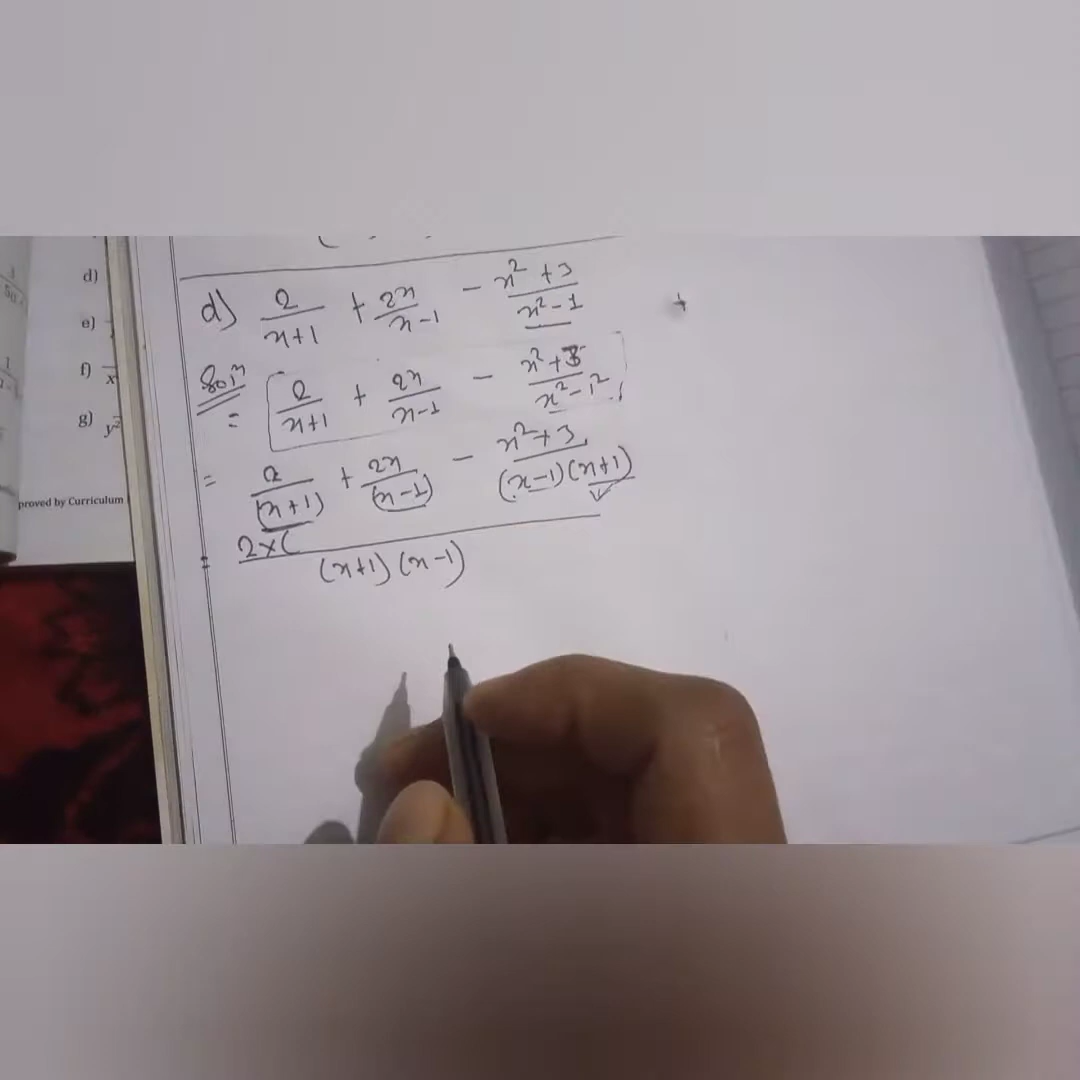 d) 2/(x+1) + 2x/(x-1) - (x² + 3)/(x² - 1)
Solⁿ
= 2/(x+1) + 2x/(x-1) - (x² + 3)/(x² - 1²)
= 2/(x+1) + 2x/(x-1) - (x² + 3)/((x-1)(x+1))
= 2×(
(x+1) (x-1)
+
d)
e)
f)
x
g)
y²
proved by Curriculum